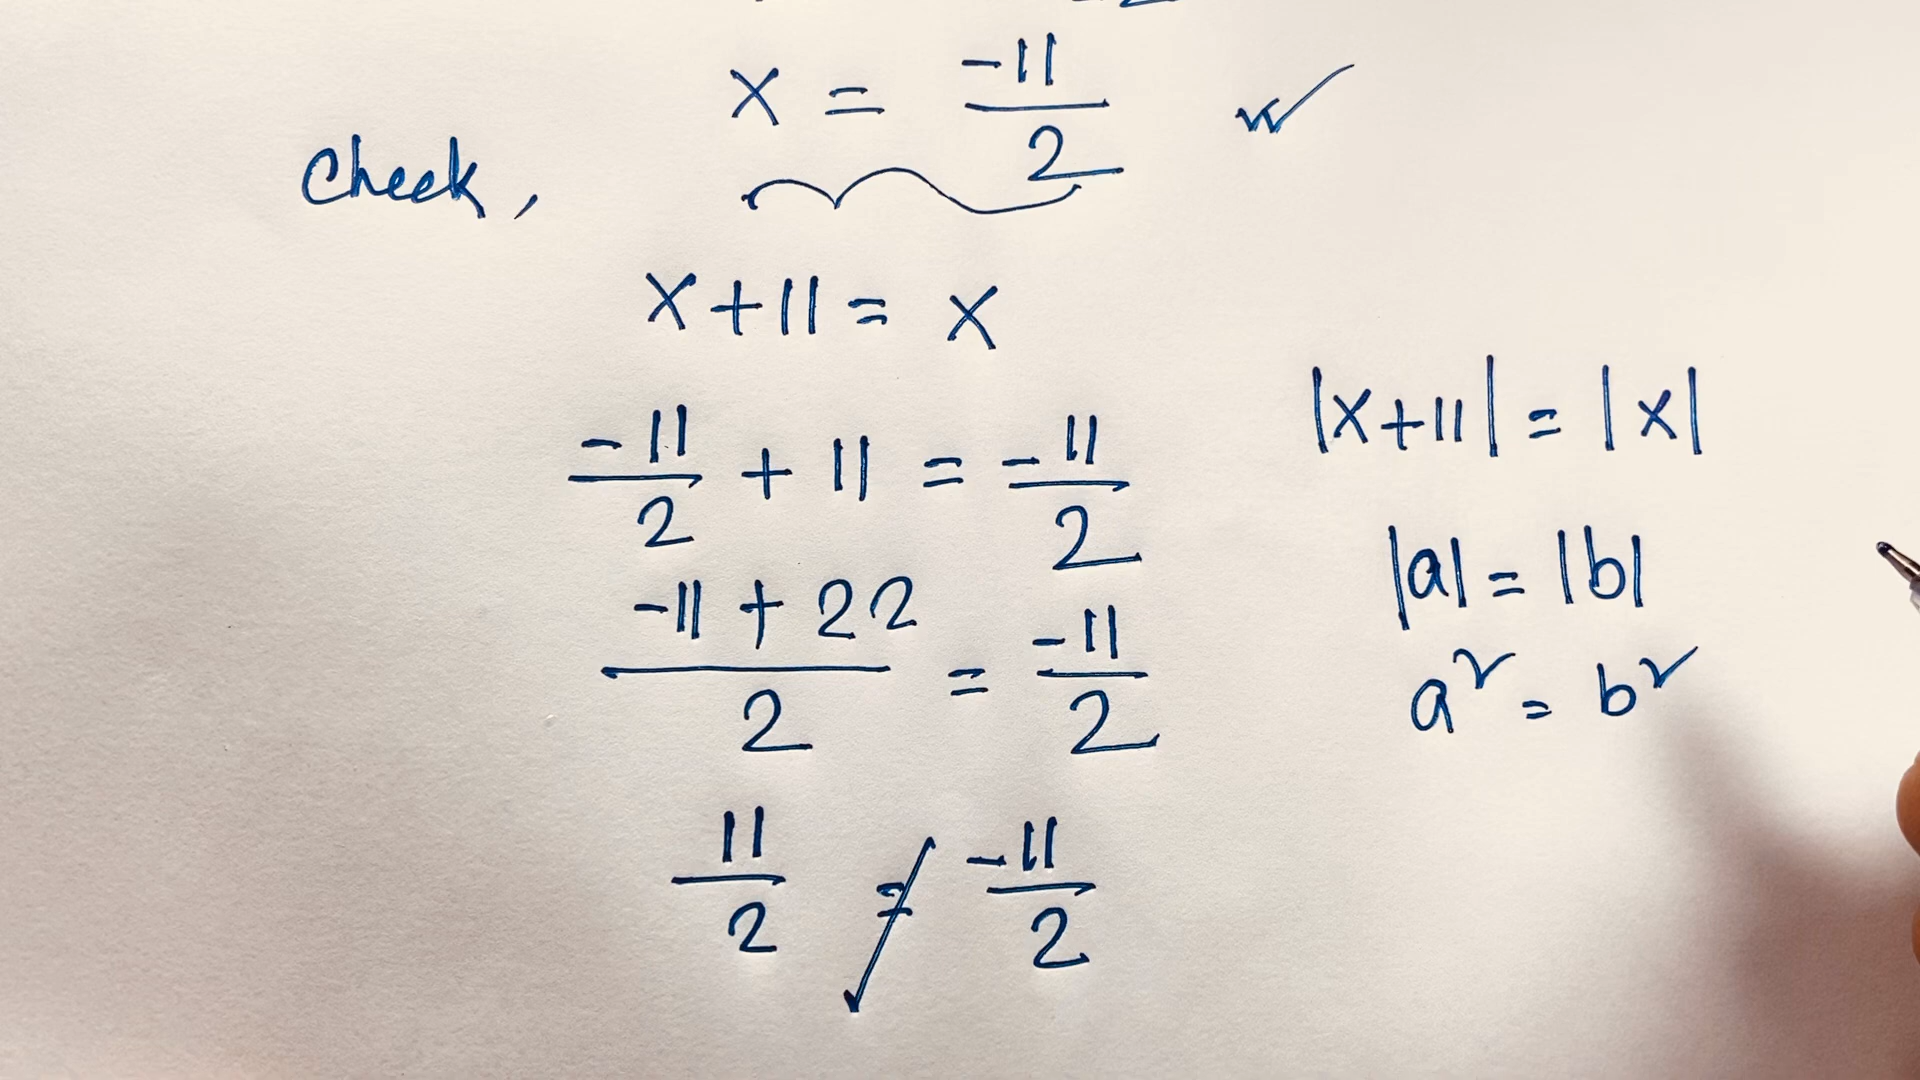 x = -11/2 ✓
Check,
x + 11 = x
-11/2 + 11 = -11/2
(-11 + 22)/2 = -11/2
11/2 ≠ -11/2
|x+11| = |x|
|a| = |b|
a² = b²